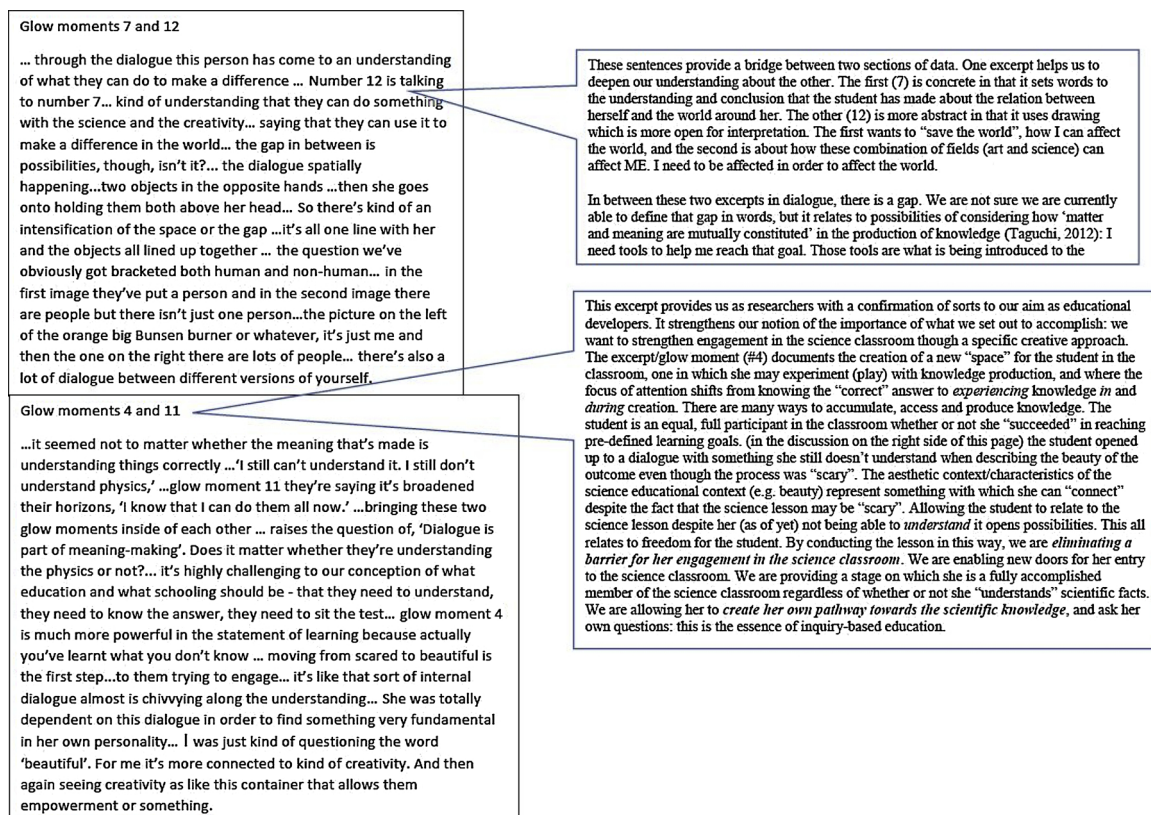 Glow moments 7 and 12
... through the dialogue this person has come to an understanding
of what they can do to make a difference ... Number 12 is talking
to number 7... kind of understanding that they can do something
with the science and the creativity... saying that they can use it to
make a difference in the world... the gap in between is
possibilities, though, isn't it?... the dialogue spatially
happening...two objects in the opposite hands ...then she goes
onto holding them both above her head... So there's kind of an
intensification of the space or the gap ...it's all one line with her
and the objects all lined up together ... the question we've
obviously got bracketed both human and non-human... in the
first image they've put a person and in the second image there
are people but there isn't just one person...the picture on the left
of the orange big Bunsen burner or whatever, it's just me and
then the one on the right there are lots of people... there's also a
lot of dialogue between different versions of yourself.
Glow moments 4 and 11
...it seemed not to matter whether the meaning that's made is
understanding things correctly ...'I still can't understand it. I still don't
understand physics,' ...glow moment 11 they're saying it's broadened
their horizons, 'I know that I can do them all now.' ...bringing these two
glow moments inside of each other ... raises the question of, 'Dialogue is
part of meaning-making'. Does it matter whether they're understanding
the physics or not?... it's highly challenging to our conception of what
education and what schooling should be - that they need to understand,
they need to know the answer, they need to sit the test... glow moment 4
is much more powerful in the statement of learning because actually
you've learnt what you don't know ... moving from scared to beautiful is
the first step...to them trying to engage... it's like that sort of internal
dialogue almost is chivvying along the understanding... She was totally
dependent on this dialogue in order to find something very fundamental
in her own personality... I was just kind of questioning the word
'beautiful'. For me it's more connected to kind of creativity. And then
again seeing creativity as like this container that allows them
empowerment or something.
These sentences provide a bridge between two sections of data. One excerpt helps us to
deepen our understanding about the other. The first (7) is concrete in that it sets words to
the understanding and conclusion that the student has made about the relation between
herself and the world around her. The other (12) is more abstract in that it uses drawing
which is more open for interpretation. The first wants to "save the world", how I can affect
the world, and the second is about how these combination of fields (art and science) can
affect ME. I need to be affected in order to affect the world.
In between these two excerpts in dialogue, there is a gap. We are not sure we are currently
able to define that gap in words, but it relates to possibilities of considering how 'matter
and meaning are mutually constituted' in the production of knowledge (Taguchi, 2012): I
need tools to help me reach that goal. Those tools are what is being introduced to the
This excerpt provides us as researchers with a confirmation of sorts to our aim as educational
developers. It strengthens our notion of the importance of what we set out to accomplish: we
want to strengthen engagement in the science classroom though a specific creative approach.
The excerpt/glow moment (#4) documents the creation of a new "space" for the student in the
classroom, one in which she may experiment (play) with knowledge production, and where the
focus of attention shifts from knowing the "correct" answer to experiencing knowledge in and
during creation. There are many ways to accumulate, access and produce knowledge. The
student is an equal, full participant in the classroom whether or not she "succeeded" in reaching
pre-defined learning goals. (in the discussion on the right side of this page) the student opened
up to a dialogue with something she still doesn't understand when describing the beauty of the
outcome even though the process was "scary". The aesthetic context/characteristics of the
science educational context (e.g. beauty) represent something with which she can "connect"
despite the fact that the science lesson may be "scary". Allowing the student to relate to the
science lesson despite her (as of yet) not being able to understand it opens possibilities. This all
relates to freedom for the student. By conducting the lesson in this way, we are eliminating a
barrier for her engagement in the science classroom. We are enabling new doors for her entry
to the science classroom. We are providing a stage on which she is a fully accomplished
member of the science classroom regardless of whether or not she "understands" scientific facts.
We are allowing her to create her own pathway towards the scientific knowledge, and ask her
own questions: this is the essence of inquiry-based education.